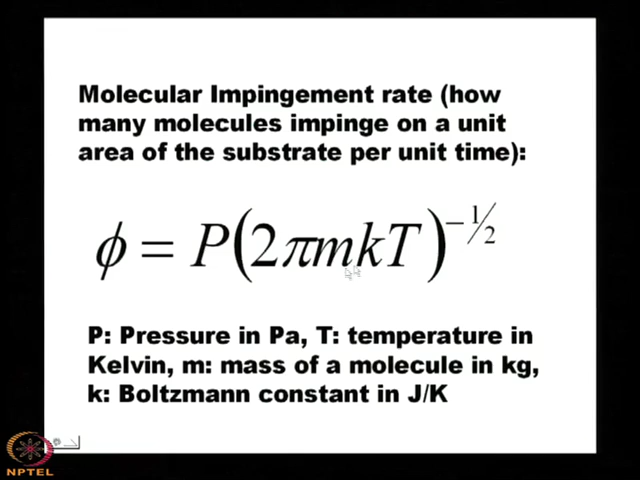 Molecular Impingement rate (how
many molecules impinge on a unit
area of the substrate per unit time):
ϕ = P(2πmkT)^{-1/2}
P: Pressure in Pa, T: temperature in
Kelvin, m: mass of a molecule in kg,
k: Boltzmann constant in J/K
NPTEL